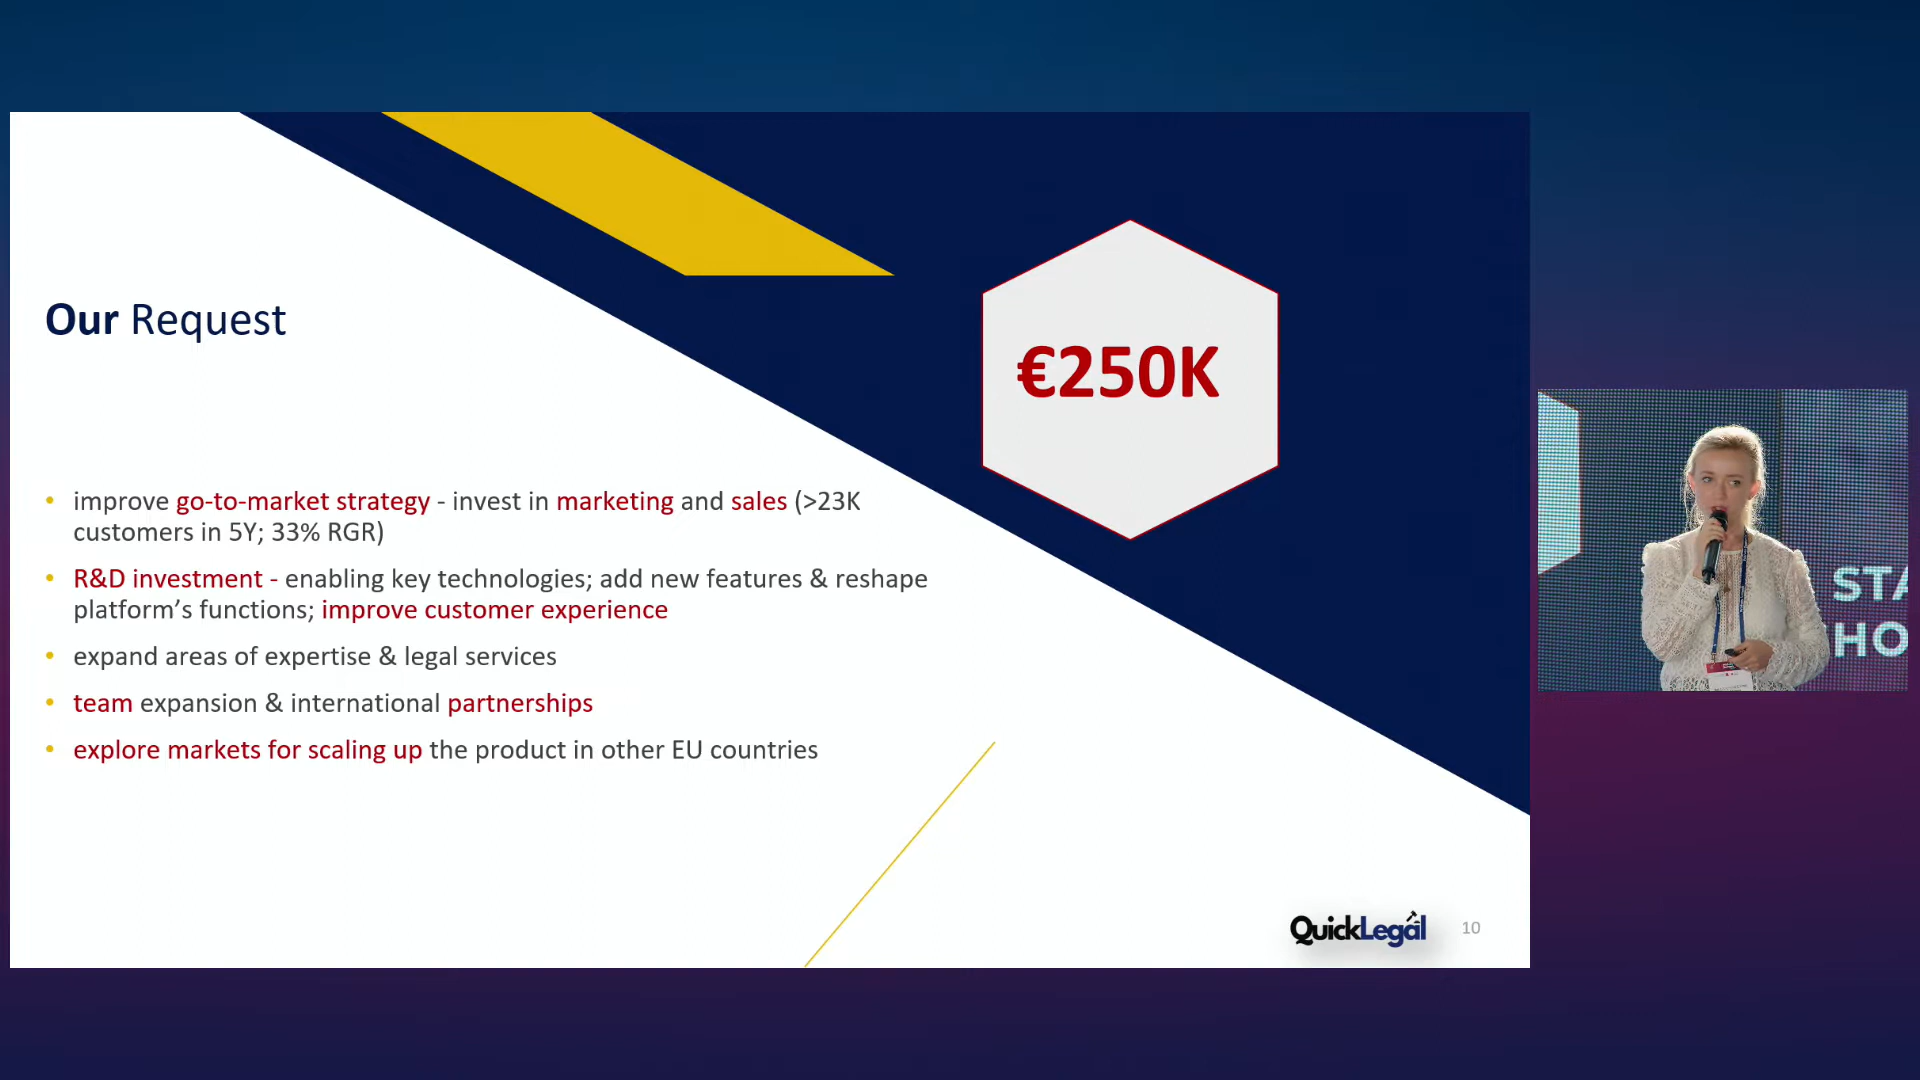 Our Request
€250K
• improve go-to-market strategy - invest in marketing and sales (>23K
customers in 5Y; 33% RGR)
• R&D investment - enabling key technologies; add new features & reshape
platform’s functions; improve customer experience
• expand areas of expertise & legal services
• team expansion & international partnerships
• explore markets for scaling up the product in other EU countries
QuickLegal
10
STA
HO